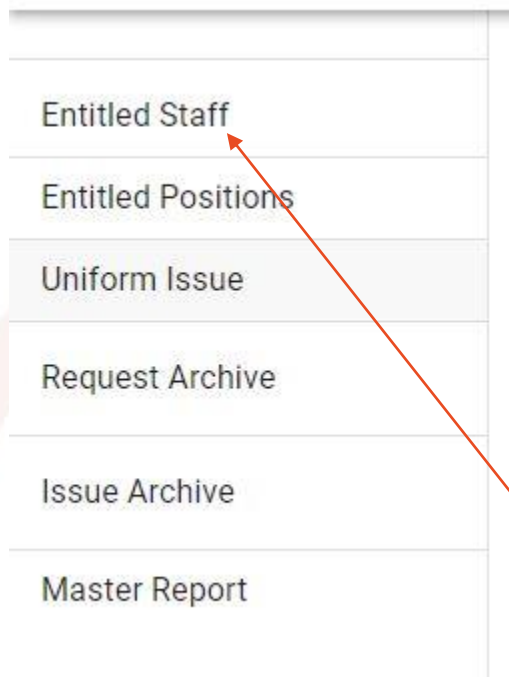 Entitled Staff
Entitled Positions
Uniform Issue
Request Archive
Issue Archive
Master Report